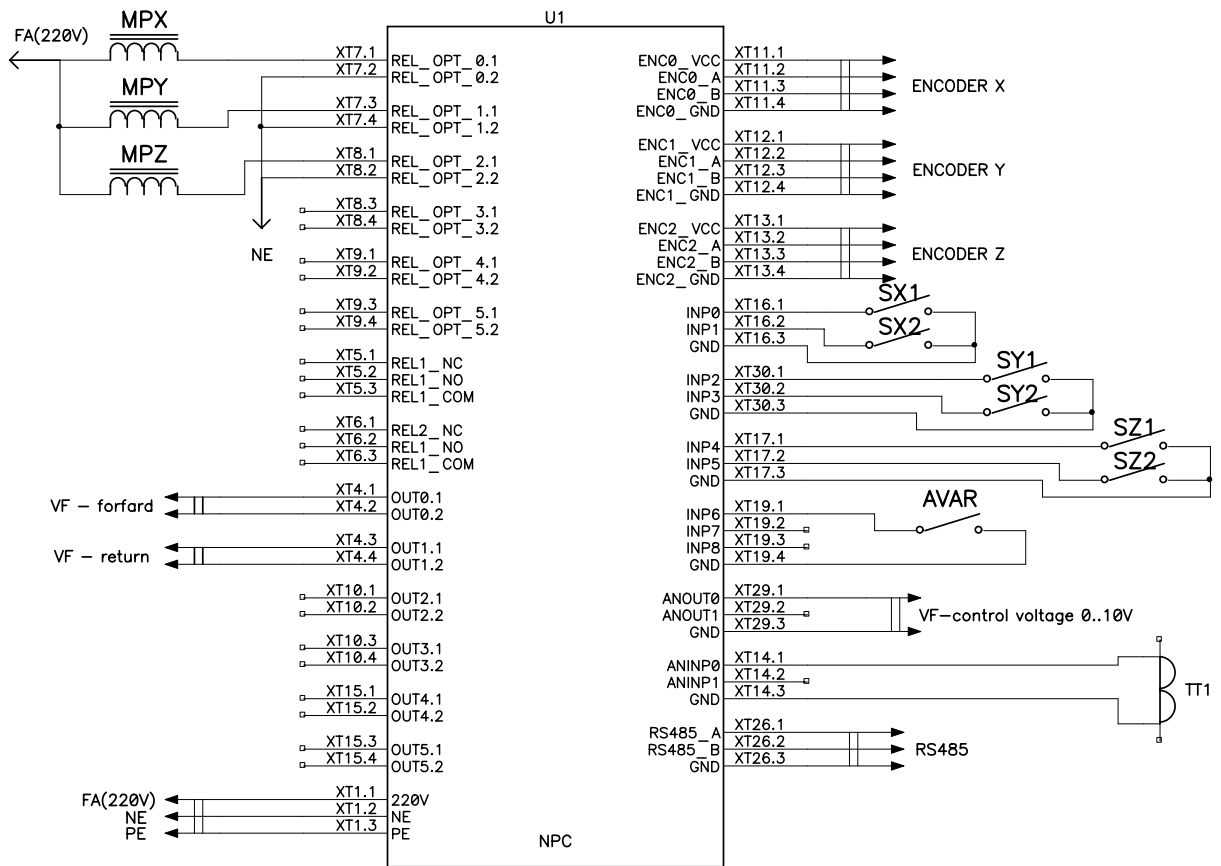 U1
FA(220V)
MPX
MPY
MPZ
NE
XT7.1 REL_OPT_0.1
XT7.2 REL_OPT_0.2
XT7.3 REL_OPT_1.1
XT7.4 REL_OPT_1.2
XT8.1 REL_OPT_2.1
XT8.2 REL_OPT_2.2
XT8.3 REL_OPT_3.1
XT8.4 REL_OPT_3.2
XT9.1 REL_OPT_4.1
XT9.2 REL_OPT_4.2
XT9.3 REL_OPT_5.1
XT9.4 REL_OPT_5.2
XT5.1 REL1_NC
XT5.2 REL1_NO
XT5.3 REL1_COM
XT6.1 REL2_NC
XT6.2 REL1_NO
XT6.3 REL1_COM
VF - forfard
XT4.1 OUT0.1
XT4.2 OUT0.2
VF - return
XT4.3 OUT1.1
XT4.4 OUT1.2
XT10.1 OUT2.1
XT10.2 OUT2.2
XT10.3 OUT3.1
XT10.4 OUT3.2
XT15.1 OUT4.1
XT15.2 OUT4.2
XT15.3 OUT5.1
XT15.4 OUT5.2
FA(220V) XT1.1 220V
NE XT1.2 NE
PE XT1.3 PE
NPC
ENC0_VCC XT11.1
ENC0_A XT11.2
ENC0_B XT11.3
ENC0_GND XT11.4
ENCODER X
ENC1_VCC XT12.1
ENC1_A XT12.2
ENC1_B XT12.3
ENC1_GND XT12.4
ENCODER Y
ENC2_VCC XT13.1
ENC2_A XT13.2
ENC2_B XT13.3
ENC2_GND XT13.4
ENCODER Z
INP0 XT16.1 SX1
INP1 XT16.2 SX2
GND XT16.3
INP2 XT30.1 SY1
INP3 XT30.2 SY2
GND XT30.3
INP4 XT17.1 SZ1
INP5 XT17.2 SZ2
GND XT17.3
INP6 XT19.1 AVAR
INP7 XT19.2
INP8 XT19.3
GND XT19.4
ANOUT0 XT29.1
ANOUT1 XT29.2
GND XT29.3
VF-control voltage 0..10V
ANINP0 XT14.1
ANINP1 XT14.2
GND XT14.3
TT1
RS485_A XT26.1
RS485_B XT26.2
GND XT26.3
RS485